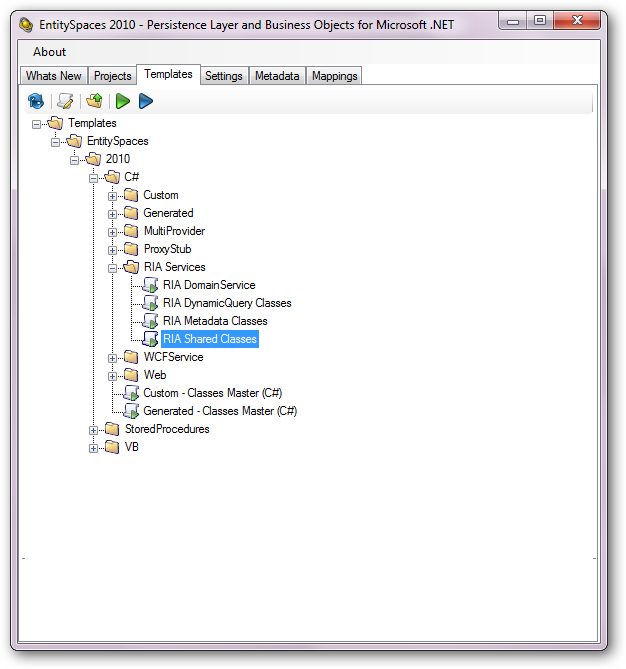 EntitySpaces 2010 - Persistence Layer and Business Objects for Microsoft .NET
About
Whats New Projects Templates Settings Metadata Mappings
Templates
EntitySpaces
2010
C#
Custom
Generated
MultiProvider
ProxyStub
RIA Services
RIA DomainService
RIA DynamicQuery Classes
RIA Metadata Classes
RIA Shared Classes
WCFService
Web
Custom - Classes Master (C#)
Generated - Classes Master (C#)
StoredProcedures
VB